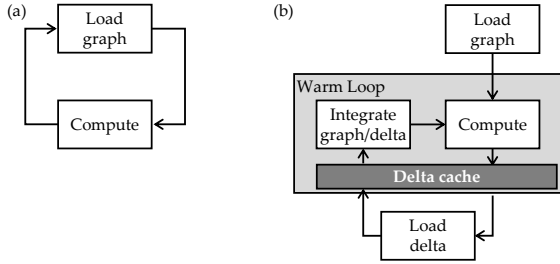 (a)
Load
graph
Compute
(b)
Load
graph
Warm Loop
Integrate
graph/delta
Compute
Delta cache
Load
delta